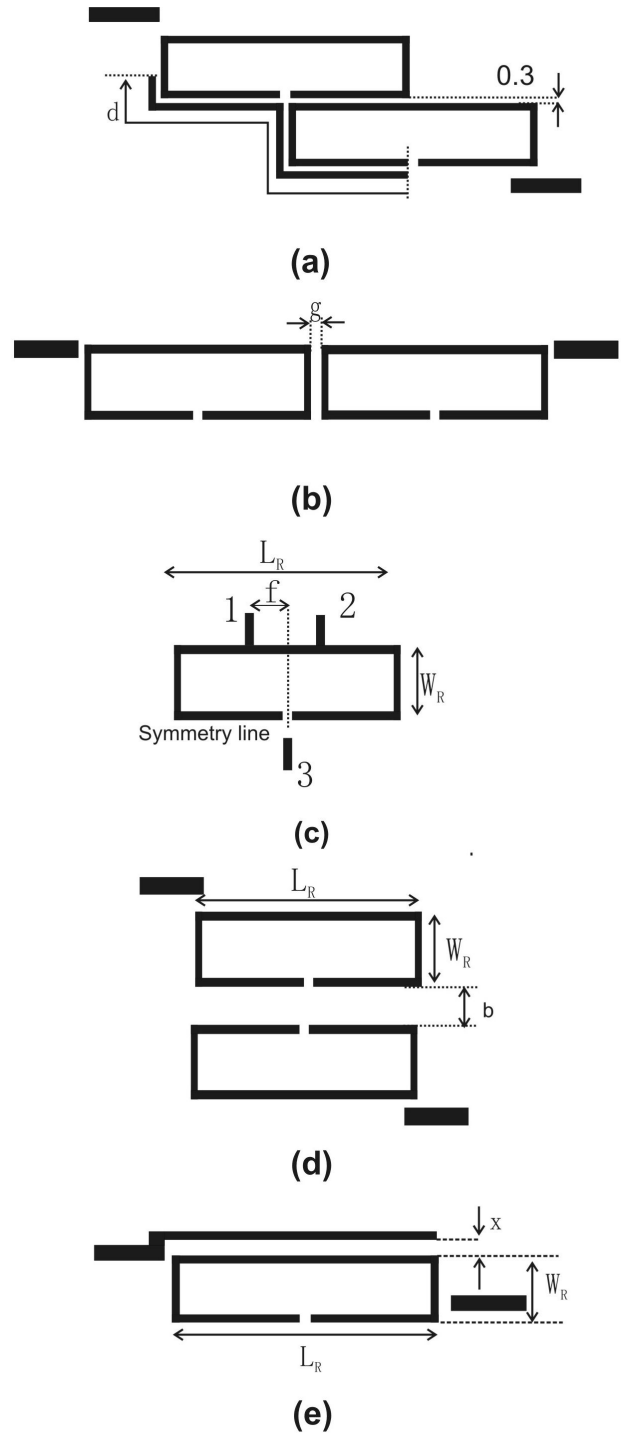 0.3
d
(a)
g
(b)
L_R
f
1
2
W_R
Symmetry line
3
(c)
L_R
W_R
b
(d)
x
W_R
L_R
(e)